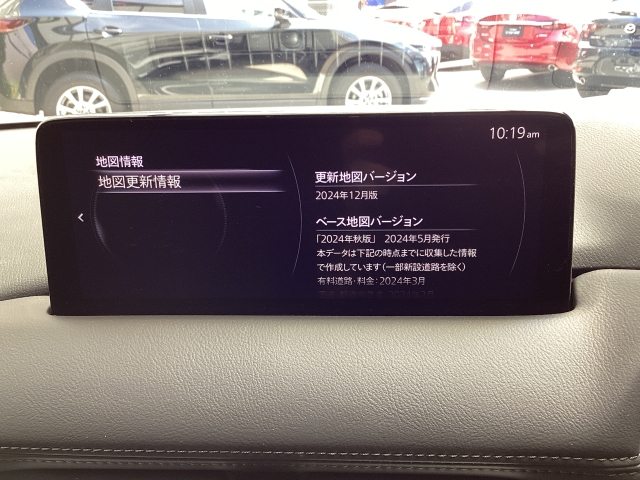 10:19am
地図情報
地図更新情報
更新地図バージョン
2024年12月版
ベース地図バージョン
「2024年秋版」 2024年5月発行
本データは下記の時点までに収集した情報
で作成しています(一部新設道路を除く)
有料道路・料金:2024年3月